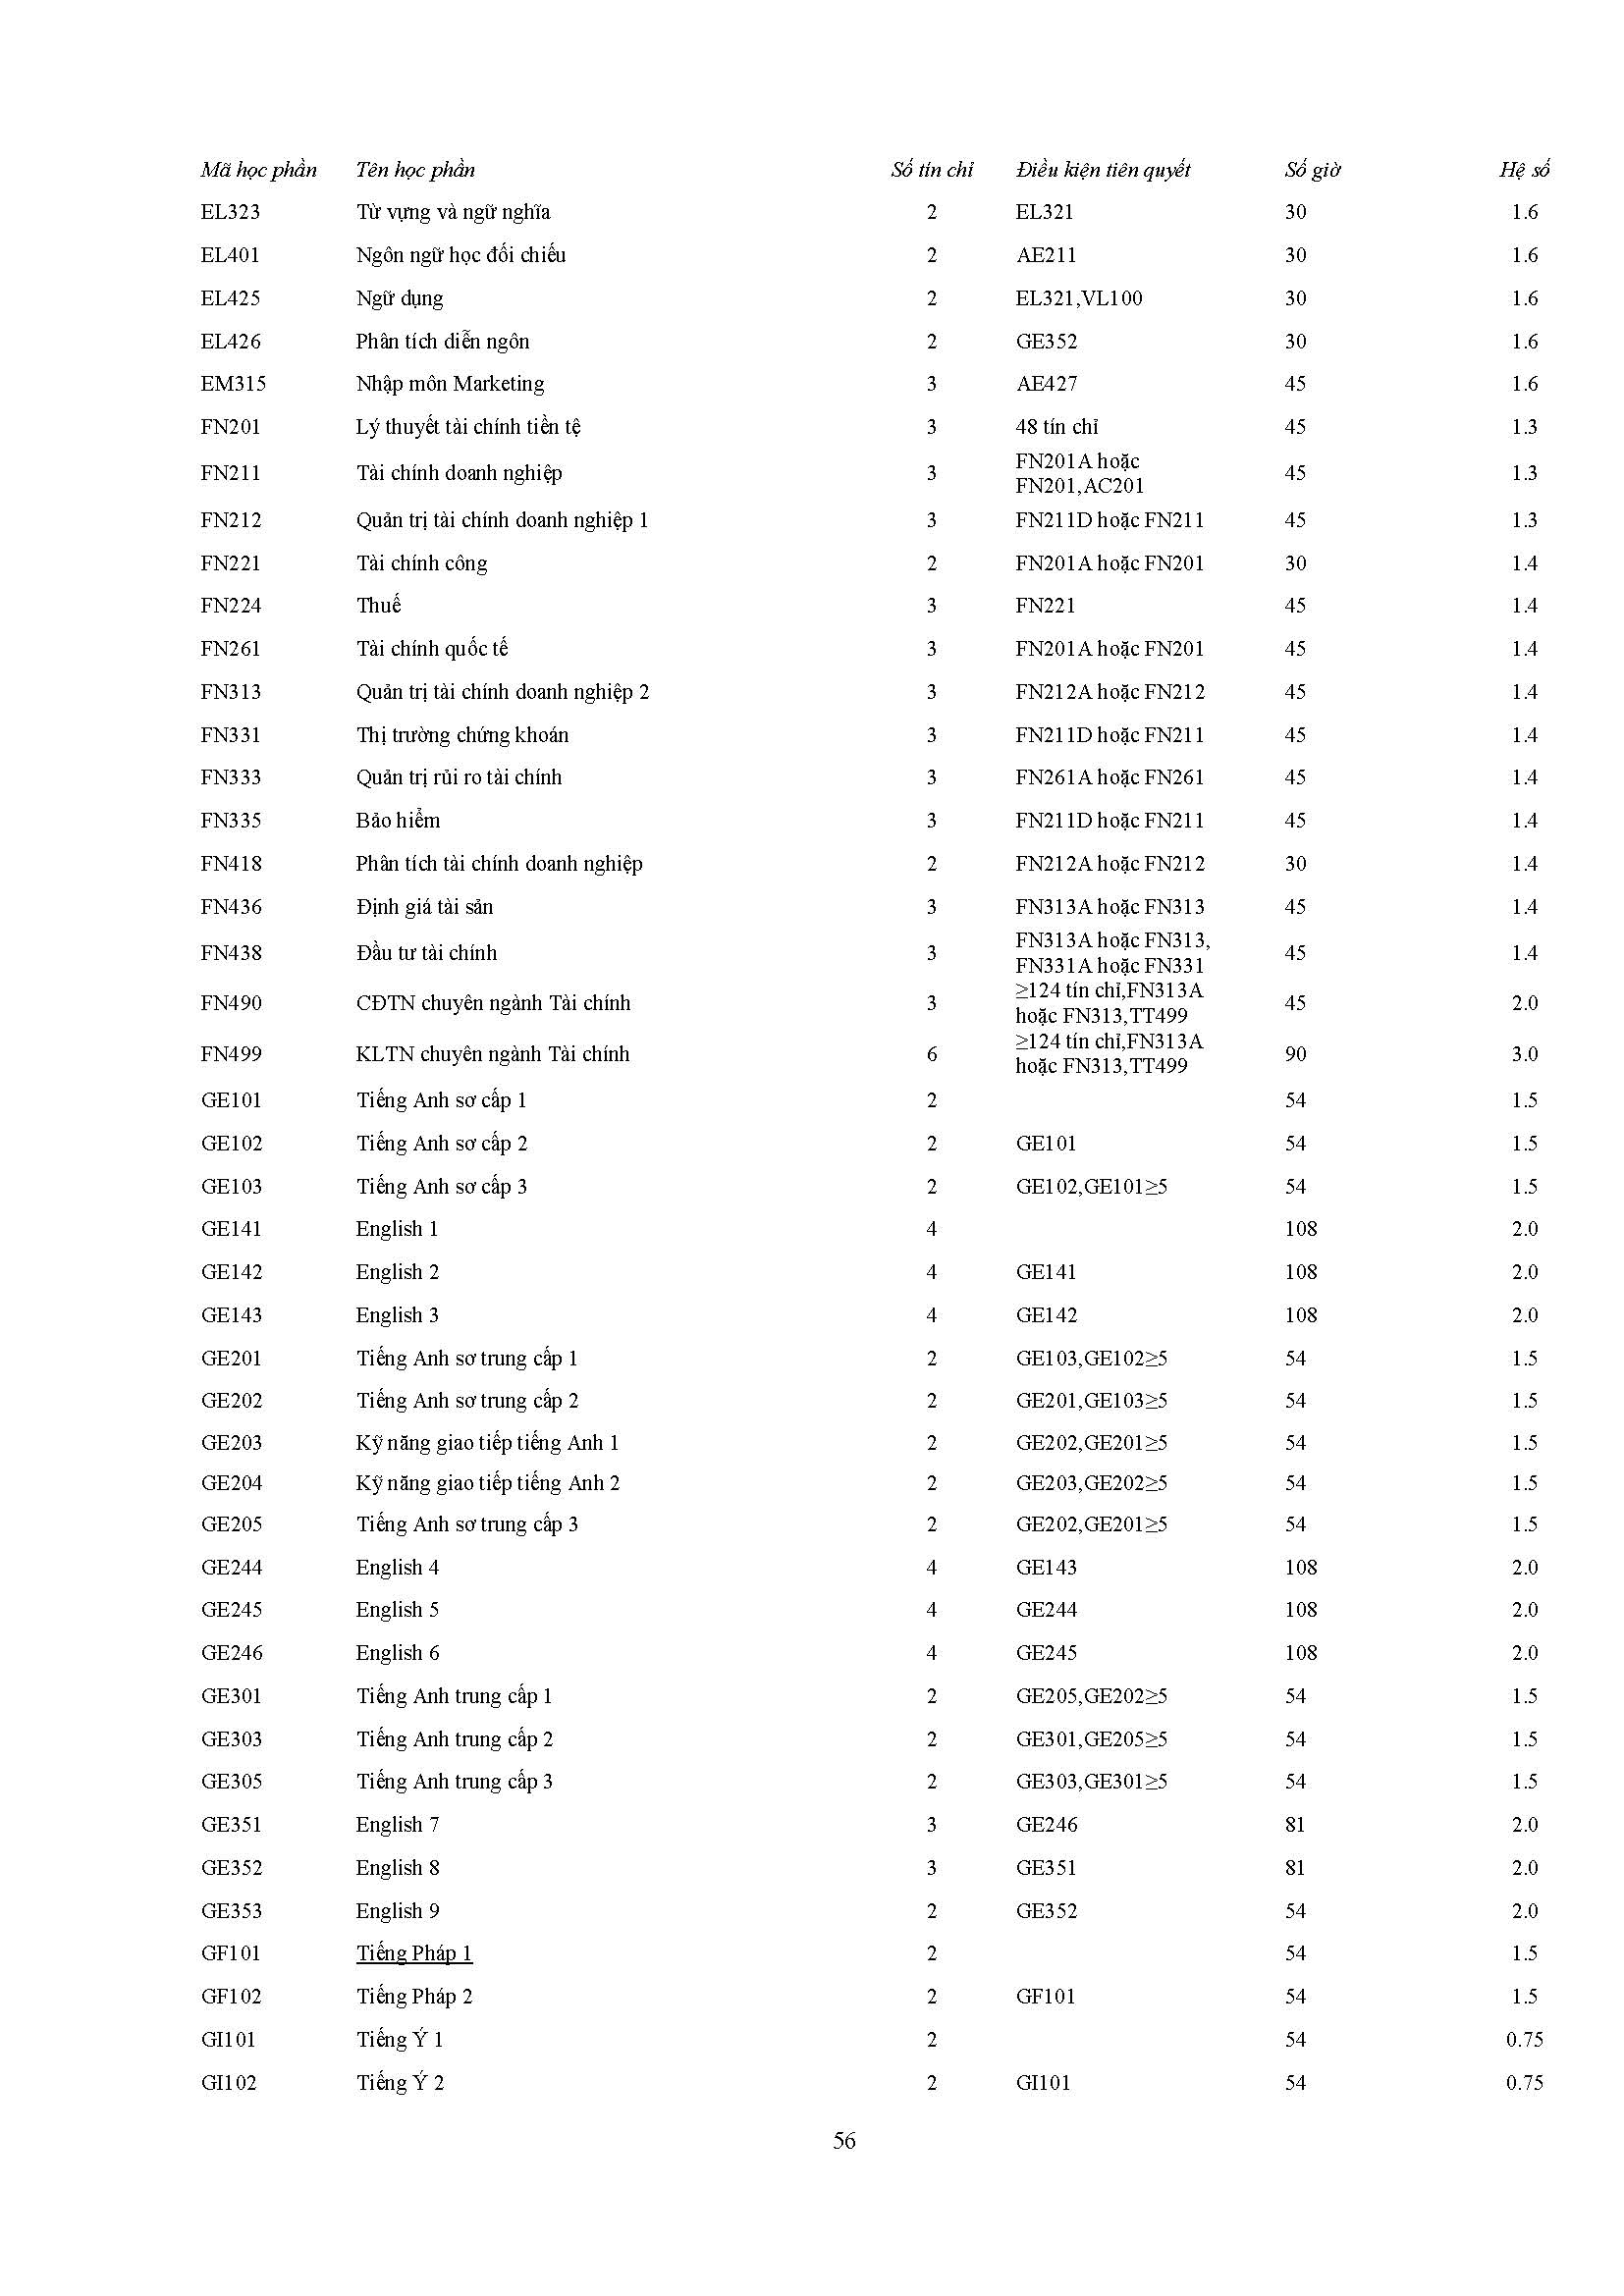 Mã học phần Tên học phần Số tín chỉ Điều kiện tiên quyết Số giờ Hệ số
EL323 Từ vựng và ngữ nghĩa 2 EL321 30 1.6
EL401 Ngôn ngữ học đối chiếu 2 AE211 30 1.6
EL425 Ngữ dụng 2 EL321,VL100 30 1.6
EL426 Phân tích diễn ngôn 2 GE352 30 1.6
EM315 Nhập môn Marketing 3 AE427 45 1.6
FN201 Lý thuyết tài chính tiền tệ 3 48 tín chỉ 45 1.3
FN211 Tài chính doanh nghiệp 3 FN201A hoặc
FN201,AC201 45 1.3
FN212 Quản trị tài chính doanh nghiệp 1 3 FN211D hoặc FN211 45 1.3
FN221 Tài chính công 2 FN201A hoặc FN201 30 1.4
FN224 Thuế 3 FN221 45 1.4
FN261 Tài chính quốc tế 3 FN201A hoặc FN201 45 1.4
FN313 Quản trị tài chính doanh nghiệp 2 3 FN212A hoặc FN212 45 1.4
FN331 Thị trường chứng khoán 3 FN211D hoặc FN211 45 1.4
FN333 Quản trị rủi ro tài chính 3 FN261A hoặc FN261 45 1.4
FN335 Bảo hiểm 3 FN211D hoặc FN211 45 1.4
FN418 Phân tích tài chính doanh nghiệp 2 FN212A hoặc FN212 30 1.4
FN436 Định giá tài sản 3 FN313A hoặc FN313 45 1.4
FN438 Đầu tư tài chính 3 FN313A hoặc FN313,
FN331A hoặc FN331 45 1.4
FN490 CĐTN chuyên ngành Tài chính 3 ≥124 tín chỉ,FN313A
hoặc FN313,TT499 45 2.0
FN499 KLTN chuyên ngành Tài chính 6 ≥124 tín chỉ,FN313A
hoặc FN313,TT499 90 3.0
GE101 Tiếng Anh sơ cấp 1 2 54 1.5
GE102 Tiếng Anh sơ cấp 2 2 GE101 54 1.5
GE103 Tiếng Anh sơ cấp 3 2 GE102,GE101≥5 54 1.5
GE141 English 1 4 108 2.0
GE142 English 2 4 GE141 108 2.0
GE143 English 3 4 GE142 108 2.0
GE201 Tiếng Anh sơ trung cấp 1 2 GE103,GE102≥5 54 1.5
GE202 Tiếng Anh sơ trung cấp 2 2 GE201,GE103≥5 54 1.5
GE203 Kỹ năng giao tiếp tiếng Anh 1 2 GE202,GE201≥5 54 1.5
GE204 Kỹ năng giao tiếp tiếng Anh 2 2 GE203,GE202≥5 54 1.5
GE205 Tiếng Anh sơ trung cấp 3 2 GE202,GE201≥5 54 1.5
GE244 English 4 4 GE143 108 2.0
GE245 English 5 4 GE244 108 2.0
GE246 English 6 4 GE245 108 2.0
GE301 Tiếng Anh trung cấp 1 2 GE205,GE202≥5 54 1.5
GE303 Tiếng Anh trung cấp 2 2 GE301,GE205≥5 54 1.5
GE305 Tiếng Anh trung cấp 3 2 GE303,GE301≥5 54 1.5
GE351 English 7 3 GE246 81 2.0
GE352 English 8 3 GE351 81 2.0
GE353 English 9 2 GE352 54 2.0
GF101 Tiếng Pháp 1 2 54 1.5
GF102 Tiếng Pháp 2 2 GF101 54 1.5
GI101 Tiếng Ý 1 2 54 0.75
GI102 Tiếng Ý 2 2 GI101 54 0.75
56